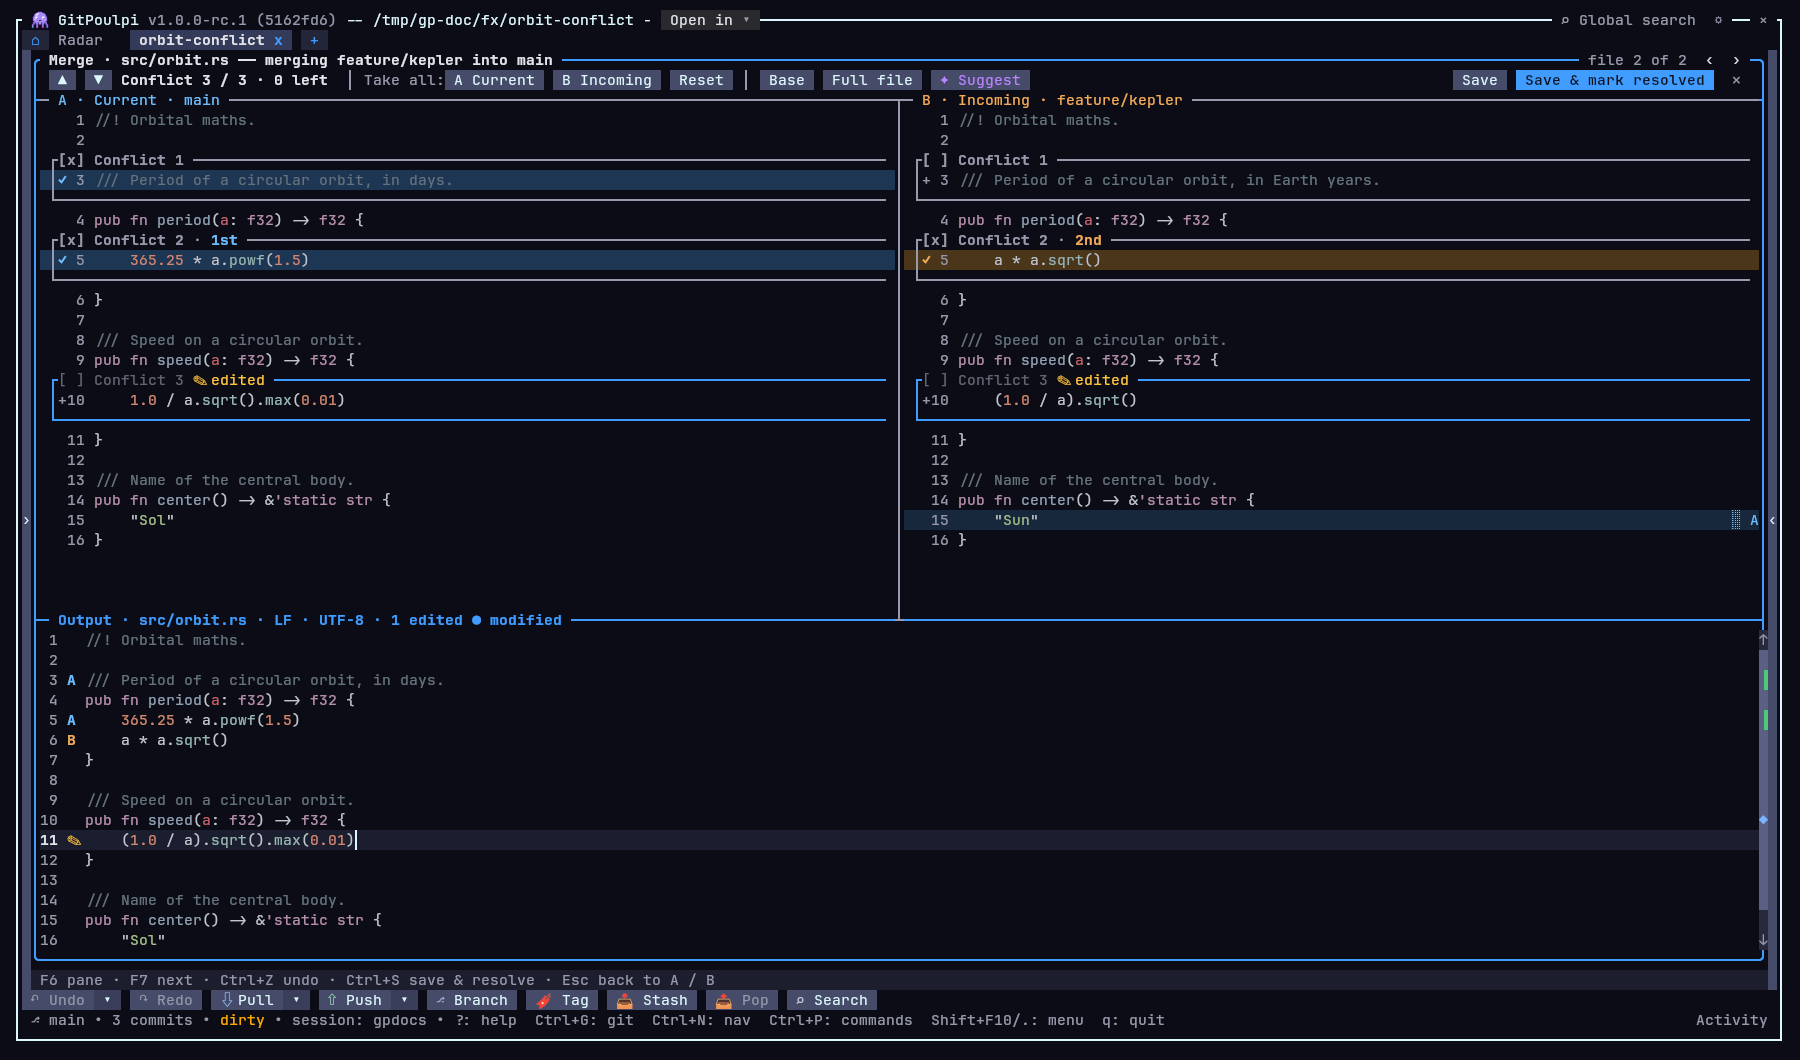 GitPoulpi v1.0.0-rc.1 (5162fd6) —— /tmp/gp-doc/fx/orbit-conflict - Open in ▾ ⌕ Global search ☼ ×
⌂ Radar orbit-conflict x +
Merge · src/orbit.rs —— merging feature/kepler into main file 2 of 2 ‹ ›
▲ ▼ Conflict 3 / 3 · 0 left │ Take all: A Current B Incoming Reset │ Base Full file ✦ Suggest Save Save & mark resolved ×
A · Current · main
1 //! Orbital maths.
2
[x] Conflict 1
✓ 3 /// Period of a circular orbit, in days.
4 pub fn period(a: f32) -> f32 {
[x] Conflict 2 · 1st
✓ 5 365.25 * a.powf(1.5)
6 }
7
8 /// Speed on a circular orbit.
9 pub fn speed(a: f32) -> f32 {
[ ] Conflict 3 ✎ edited
+10 1.0 / a.sqrt().max(0.01)
11 }
12
13 /// Name of the central body.
14 pub fn center() -> &'static str {
15 "Sol"
16 }
B · Incoming · feature/kepler
1 //! Orbital maths.
2
[ ] Conflict 1
+ 3 /// Period of a circular orbit, in Earth years.
4 pub fn period(a: f32) -> f32 {
[x] Conflict 2 · 2nd
✓ 5 a * a.sqrt()
6 }
7
8 /// Speed on a circular orbit.
9 pub fn speed(a: f32) -> f32 {
[ ] Conflict 3 ✎ edited
+10 (1.0 / a).sqrt()
11 }
12
13 /// Name of the central body.
14 pub fn center() -> &'static str {
15 "Sun" A
16 }
› ‹
Output · src/orbit.rs · LF · UTF-8 · 1 edited ● modified
1 //! Orbital maths.
2
3 A /// Period of a circular orbit, in days.
4 pub fn period(a: f32) -> f32 {
5 A 365.25 * a.powf(1.5)
6 B a * a.sqrt()
7 }
8
9 /// Speed on a circular orbit.
10 pub fn speed(a: f32) -> f32 {
11 ✎ (1.0 / a).sqrt().max(0.01)
12 }
13
14 /// Name of the central body.
15 pub fn center() -> &'static str {
16 "Sol"
F6 pane · F7 next · Ctrl+Z undo · Ctrl+S save & resolve · Esc back to A / B
↶ Undo ▾ ↷ Redo ⇩ Pull ▾ ⇧ Push ▾ ⎇ Branch Tag Stash Pop ⌕ Search
⎇ main • 3 commits • dirty • session: gpdocs • ?: help Ctrl+G: git Ctrl+N: nav Ctrl+P: commands Shift+F10/.: menu q: quit Activity